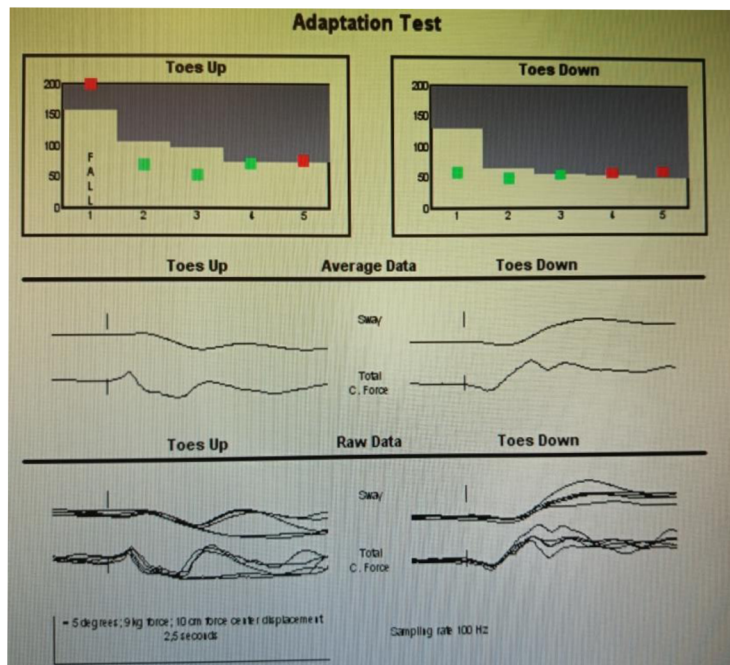 Adaptation Test
Toes Up
200
150
100
50
0
F
A
L
L
1 2 3 4 5
Toes Down
200
150
100
50
0
1 2 3 4 5
Toes Up Average Data Toes Down
Sway
Total
C. Force
Toes Up Raw Data Toes Down
Sway
Total
C. Force
= 5 degrees; 9 kg force; 10 cm force center displacement
2,5 seconds
Sampling rate 100 Hz